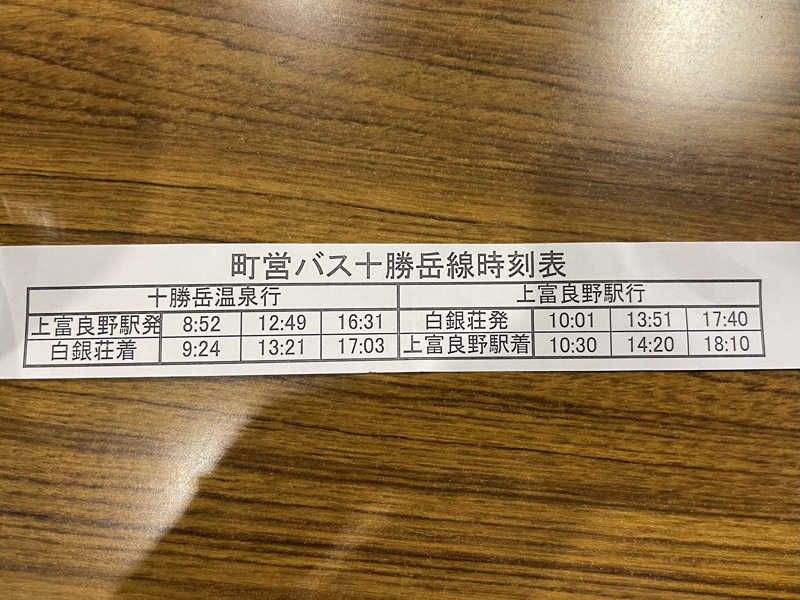 町営バス十勝岳線時刻表
十勝岳温泉行 上富良野駅行
上富良野駅発 8:52 12:49 16:31 白銀荘発 10:01 13:51 17:40
白銀荘着 9:24 13:21 17:03 上富良野駅着 10:30 14:20 18:10